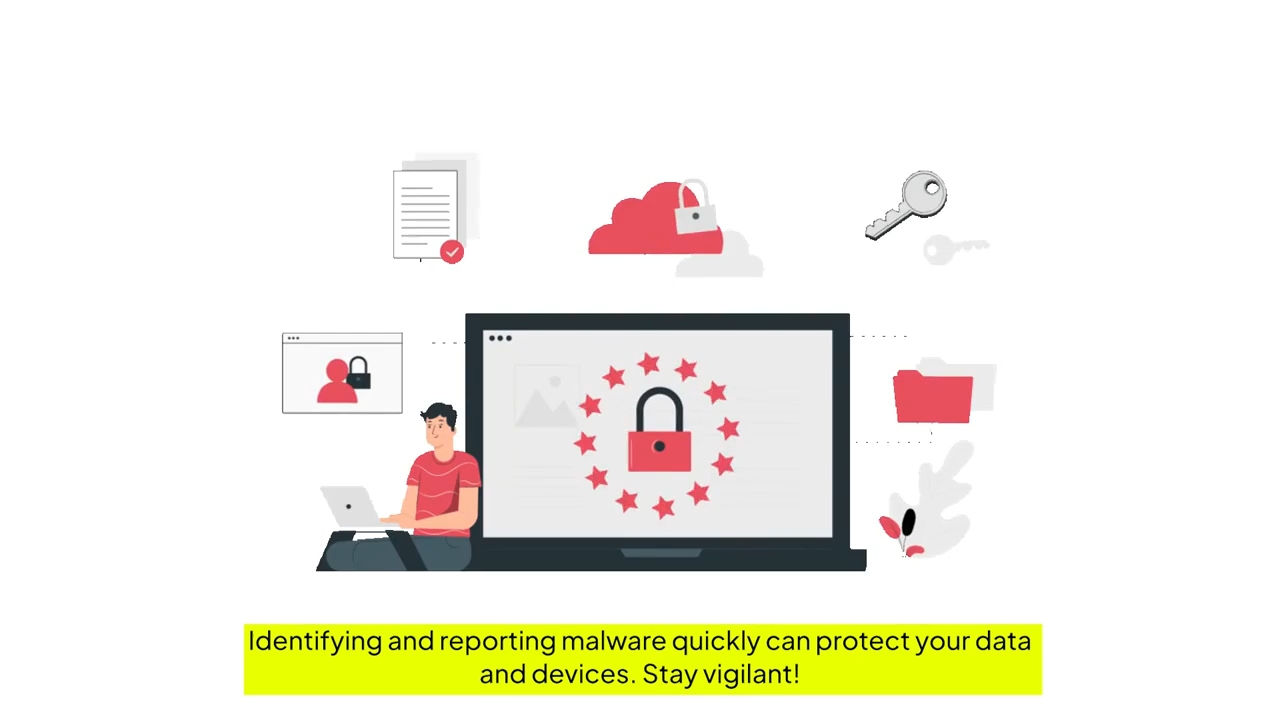 Identifying and reporting malware quickly can protect your data
and devices. Stay vigilant!